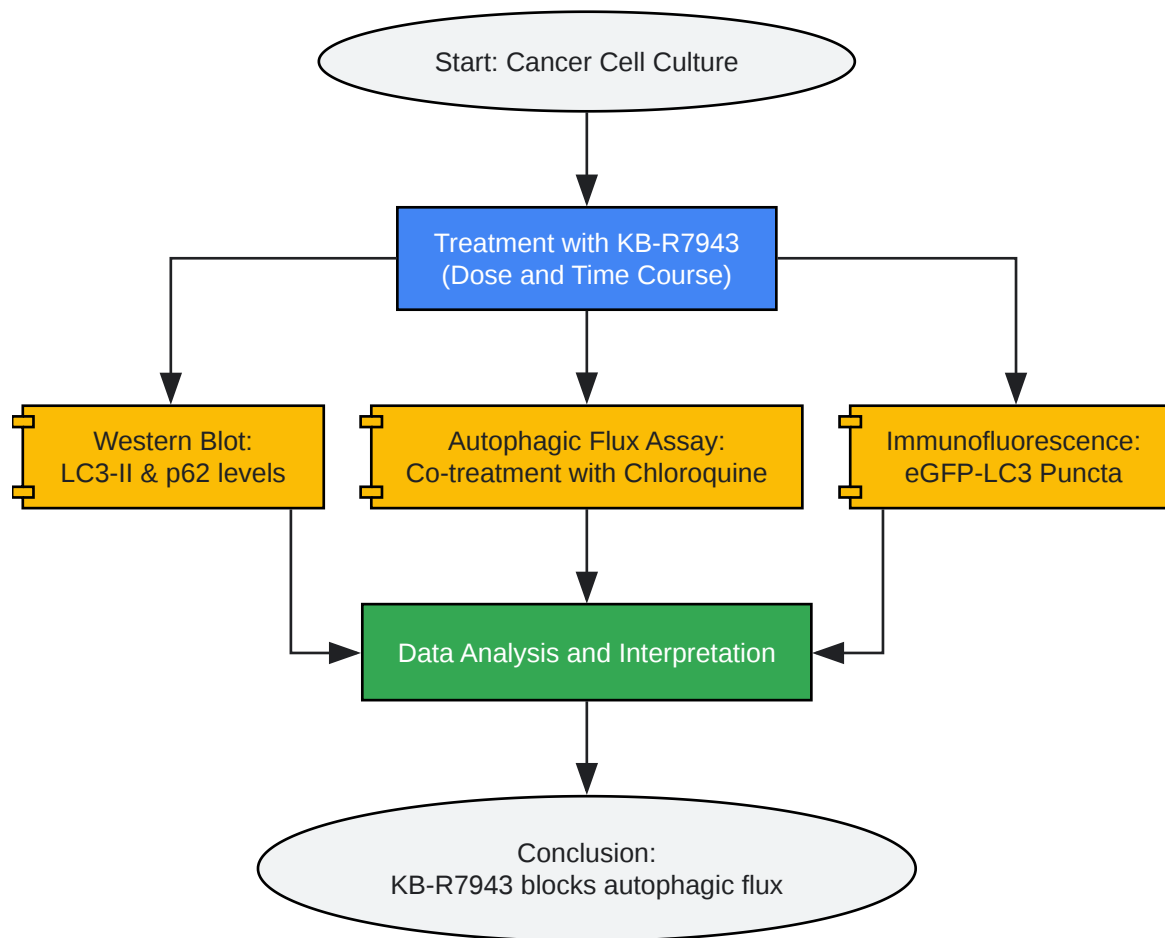 Start: Cancer Cell Culture
Treatment with KB-R7943
(Dose and Time Course)
Western Blot:
LC3-II & p62 levels
Autophagic Flux Assay:
Co-treatment with Chloroquine
Immunofluorescence:
eGFP-LC3 Puncta
Data Analysis and Interpretation
Conclusion:
KB-R7943 blocks autophagic flux